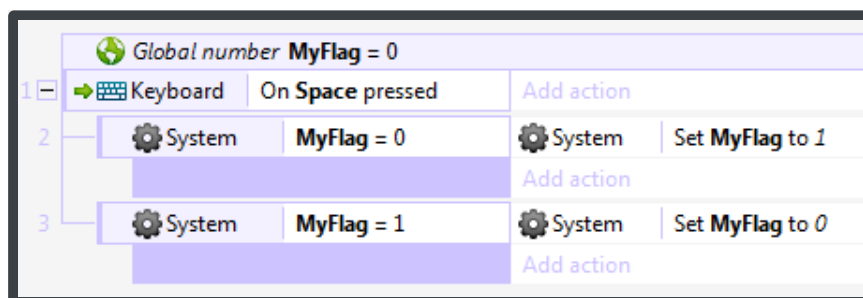 Global number MyFlag = 0
1 Keyboard On Space pressed Add action
2 System MyFlag = 0 System Set MyFlag to 1
Add action
3 System MyFlag = 1 System Set MyFlag to 0
Add action